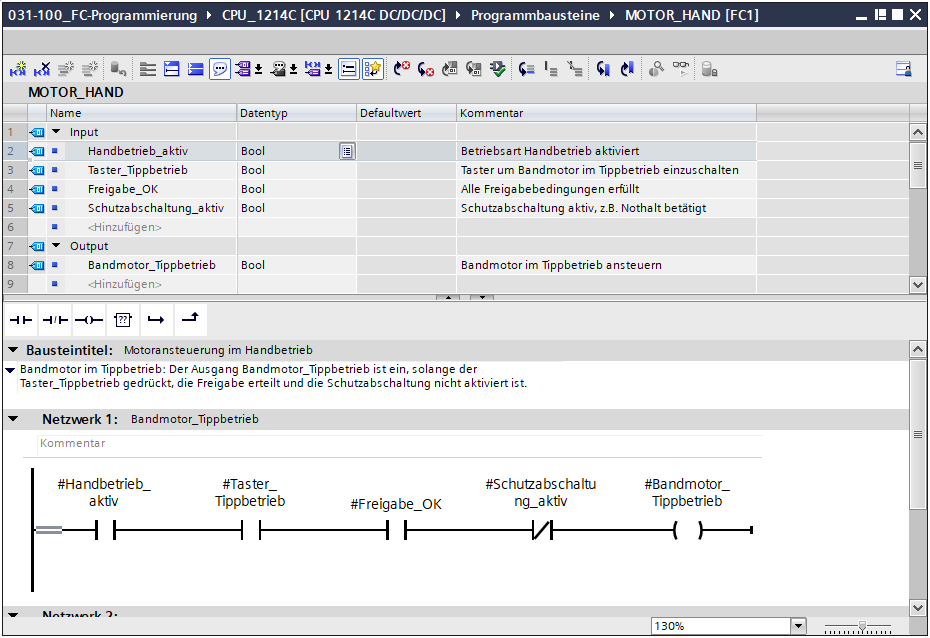 031-100_FC-Programmierung ▸ CPU_1214C [CPU 1214C DC/DC/DC] ▸ Programmbausteine ▸ MOTOR_HAND [FC1]
MOTOR_HAND
Name Datentyp Defaultwert Kommentar
1 Input
2 Handbetrieb_aktiv Bool Betriebsart Handbetrieb aktiviert
3 Taster_Tippbetrieb Bool Taster um Bandmotor im Tippbetrieb einzuschalten
4 Freigabe_OK Bool Alle Freigabebedingungen erfüllt
5 Schutzabschaltung_aktiv Bool Schutzabschaltung aktiv, z.B. Nothalt betätigt
6 <Hinzufügen>
7 Output
8 Bandmotor_Tippbetrieb Bool Bandmotor im Tippbetrieb ansteuern
9 <Hinzufügen>
??
Bausteintitel: Motoransteuerung im Handbetrieb
Bandmotor im Tippbetrieb: Der Ausgang Bandmotor_Tippbetrieb ist ein, solange der
Taster_Tippbetrieb gedrückt, die Freigabe erteilt und die Schutzabschaltung nicht aktiviert ist.
Netzwerk 1: Bandmotor_Tippbetrieb
Kommentar
#Handbetrieb_
aktiv
#Taster_
Tippbetrieb
#Freigabe_OK
#Schutzabschaltu
ng_aktiv
#Bandmotor_
Tippbetrieb
Netzwerk 2:
130%